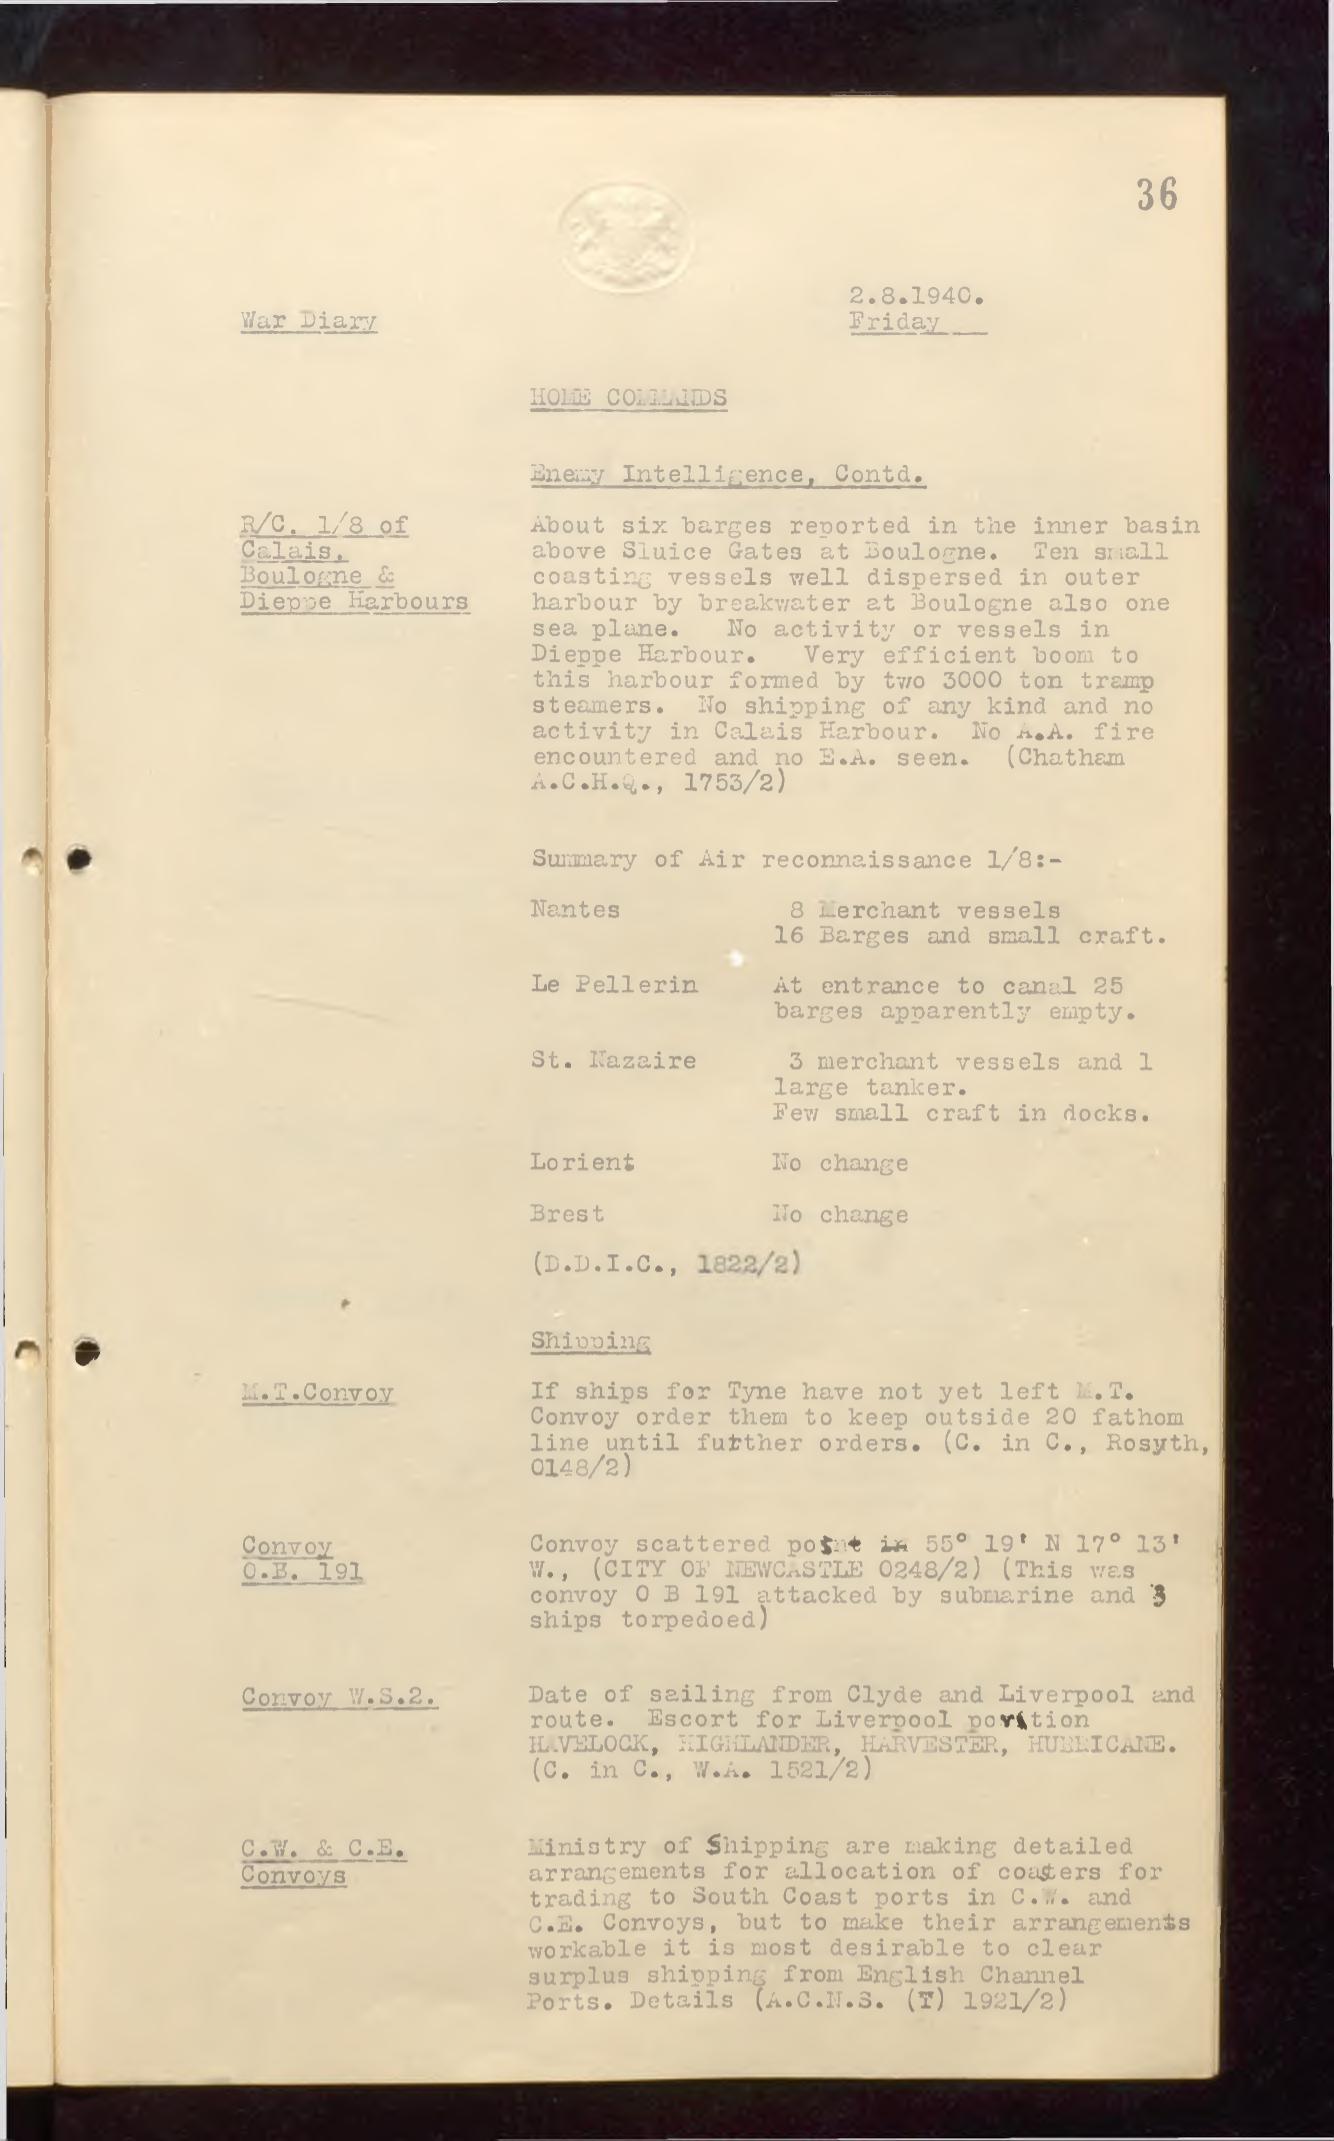 36
2.8.1940.
War Diary
Friday
HOME COMMANDS
Enemy Intelligence, Contd.
R/C. 1/8 of
Calais,
Boulogne &
Dieppe Harbours
About six barges reported in the inner basin
above Sluice Gates at Boulogne. Ten small
coasting vessels well dispersed in outer
harbour by breakwater at Boulogne also one
sea plane. No activity or vessels in
Dieppe Harbour. Very efficient boom to
this harbour formed by two 3000 ton tramp
steamers. No shipping of any kind and no
activity in Calais Harbour. No A.A. fire
encountered and no E.A. seen. (Chatham
A.C.H.Q., 1753/2)
Summary of Air reconnaissance 1/8:-
Nantes 8 Merchant vessels
16 Barges and small craft.
Le Pellerin At entrance to canal 25
barges apparently empty.
St. Nazaire 3 merchant vessels and 1
large tanker.
Few small craft in docks.
Lorient No change
Brest No change
(D.D.I.C., 1822/2)
Shipping
M.T.Convoy
If ships for Tyne have not yet left M.T.
Convoy order them to keep outside 20 fathom
line until further orders. (C. in C., Rosyth,
0148/2)
Convoy
O.B. 191
Convoy scattered in 55° 19' N 17° 13'
W., (CITY OF NEWCASTLE 0248/2) (This was
convoy O B 191 attacked by submarine and 3
ships torpedoed)
Convoy W.S.2.
Date of sailing from Clyde and Liverpool and
route. Escort for Liverpool portion
HAVELOCK, HIGHLANDER, HARVESTER, HURRICANE.
(C. in C., W.A. 1521/2)
C.W. & C.E.
Convoys
Ministry of Shipping are making detailed
arrangements for allocation of coasters for
trading to South Coast ports in C.W. and
C.E. Convoys, but to make their arrangements
workable it is most desirable to clear
surplus shipping from English Channel
Ports. Details (A.C.N.S. (T) 1921/2)